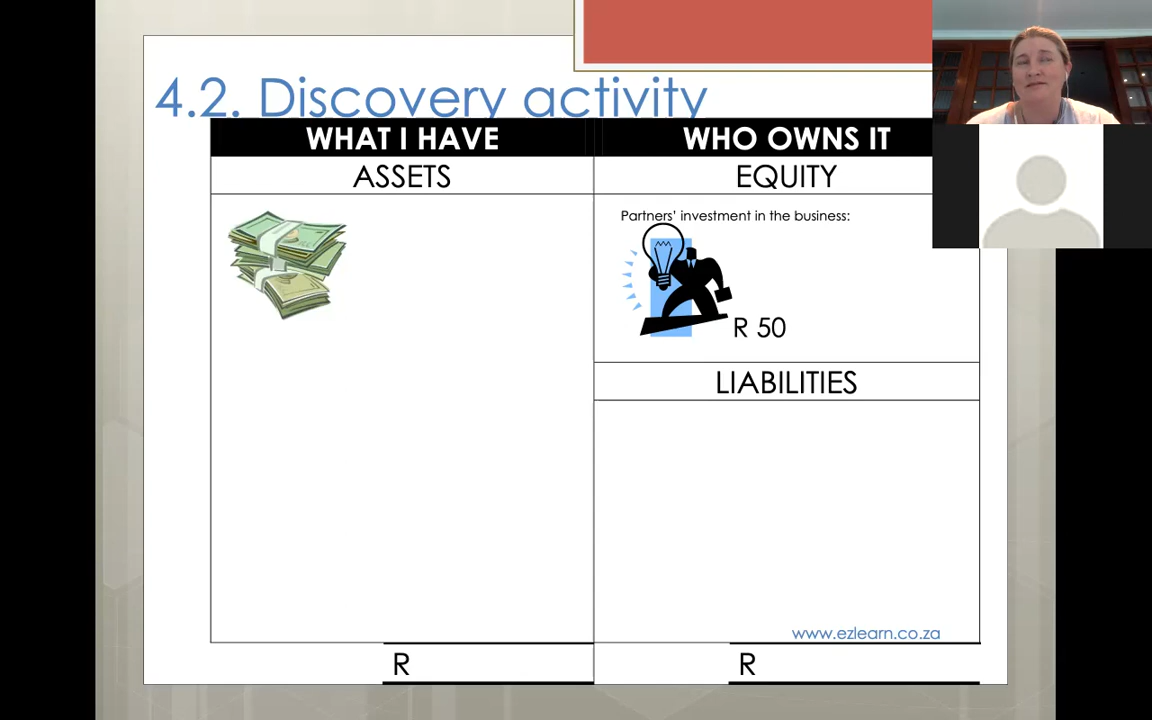 4.2. Discovery activity
WHAT I HAVE
WHO OWNS IT
ASSETS
EQUITY
Partners' investment in the business:
R 50
LIABILITIES
www.ezlearn.co.za
R
R